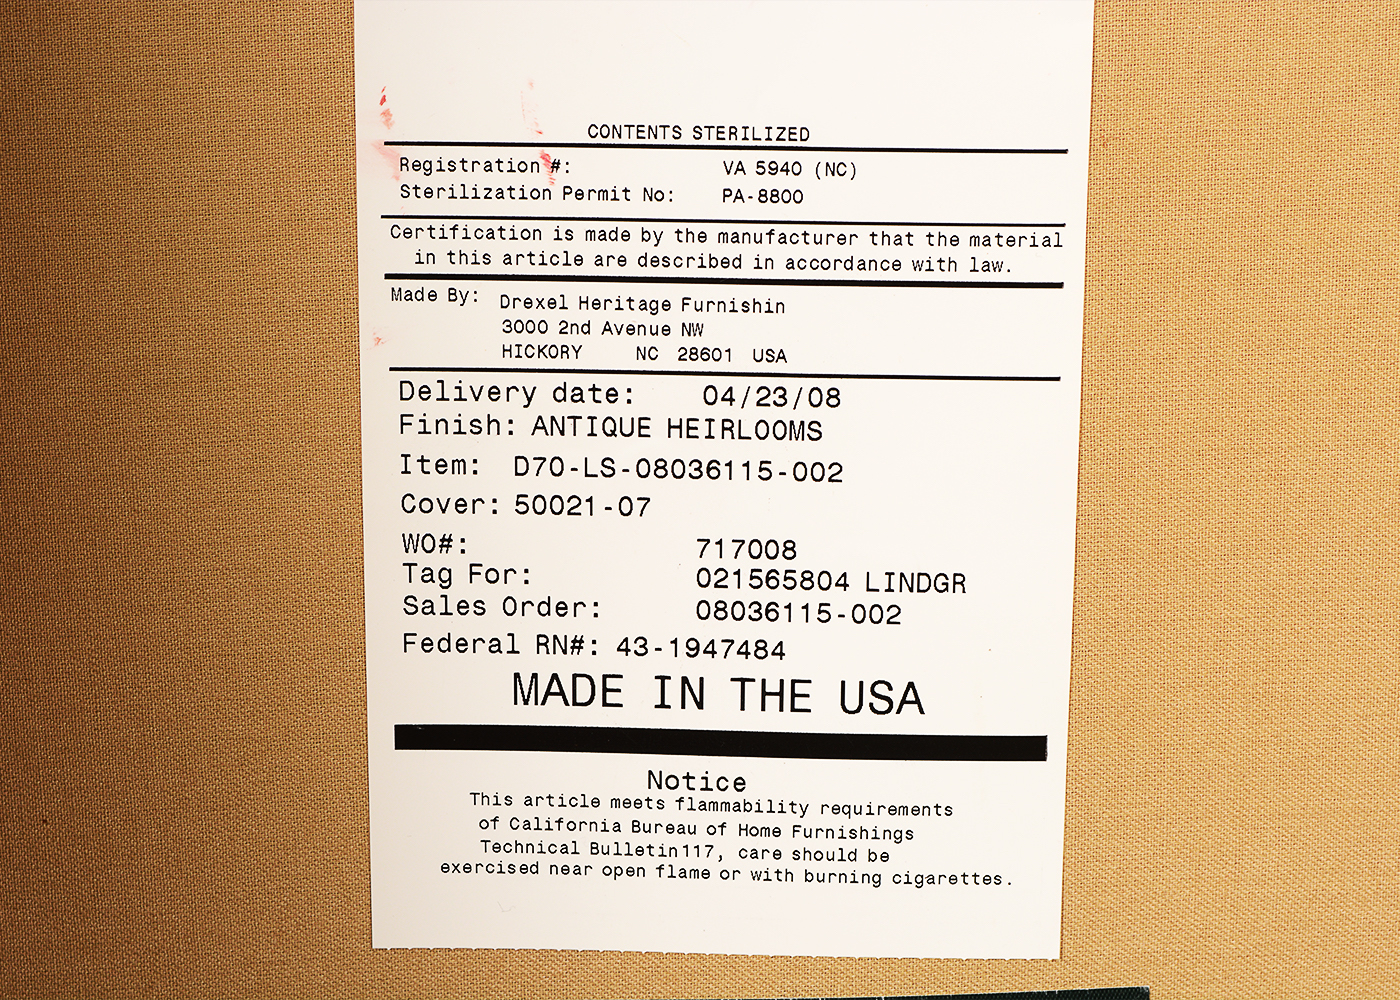 CONTENTS STERILIZED
Registration #: VA 5940 (NC)
Sterilization Permit No: PA-8800
Certification is made by the manufacturer that the material
in this article are described in accordance with law.
Made By: Drexel Heritage Furnishin
3000 2nd Avenue NW
HICKORY NC 28601 USA
Delivery date: 04/23/08
Finish: ANTIQUE HEIRLOOMS
Item: D70-LS-08036115-002
Cover: 50021-07
WO#: 717008
Tag For: 021565804 LINDGR
Sales Order: 08036115-002
Federal RN#: 43-1947484
MADE IN THE USA
Notice
This article meets flammability requirements
of California Bureau of Home Furnishings
Technical Bulletin117, care should be
exercised near open flame or with burning cigarettes.